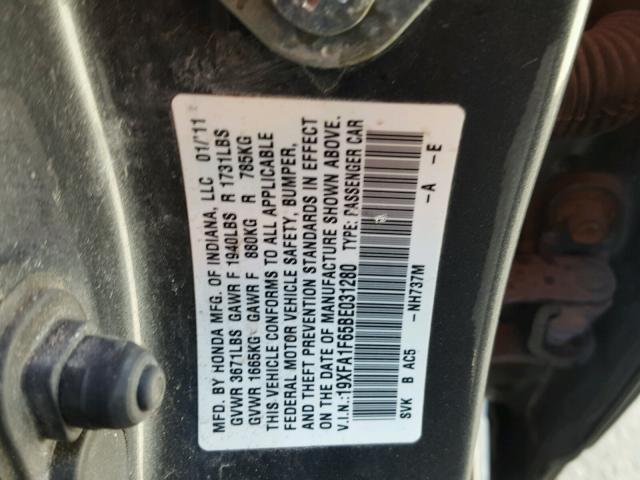 MFD. BY HONDA MFG. OF INDIANA, LLC 01/11
GVWR 3671LBS GAWR F 1940LBS R 1731LBS
GVWR 1665KG GAWR F 880KG R 785KG
THIS VEHICLE CONFORMS TO ALL APPLICABLE
FEDERAL MOTOR VEHICLE SAFETY, BUMPER,
AND THEFT PREVENTION STANDARDS IN EFFECT
ON THE DATE OF MANUFACTURE SHOWN ABOVE.
V.I.N.: 19XFA1F65BE031280 TYPE: PASSENGER CAR
SVK B AC5 -NH737M -A -E